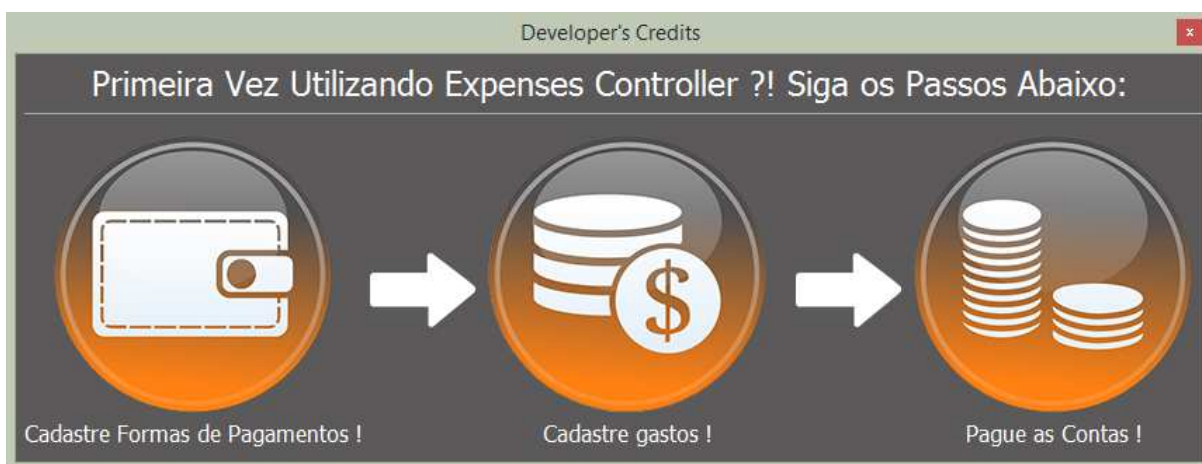 Developer's Credits
x
Primeira Vez Utilizando Expenses Controller ?! Siga os Passos Abaixo:
$
Cadastre Formas de Pagamentos !
Cadastre gastos !
Pague as Contas !